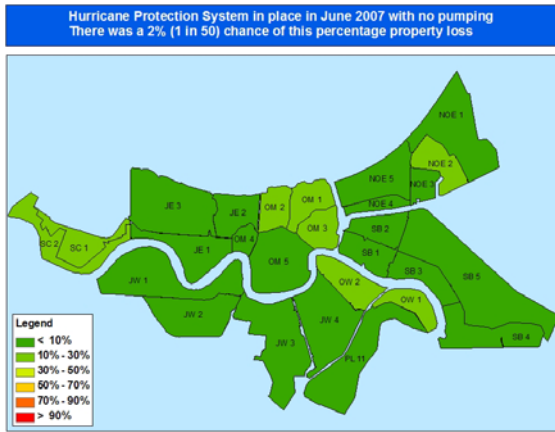 Hurricane Protection System in place in June 2007 with no pumping
There was a 2% (1 in 50) chance of this percentage property loss
NOE 1
NOE 2
NOE 5
NOE 3
NOE 4
JE 3
JE 2
OM 2
OM 1
OM 3
OM 4
SB 2
SC 2
SC 1
JE 1
OM 5
SB 1
SB 3
SB 5
JW 1
OW 2
OW 1
JW 2
JW 4
JW 3
PL 11
SB 4
Legend
< 10%
10% - 30%
30% - 50%
50% - 70%
70% - 90%
> 90%